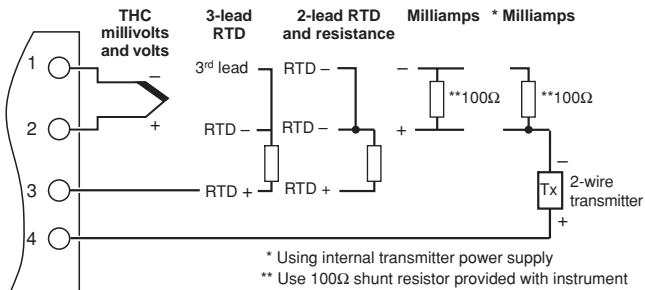 THC
millivolts
and volts
3-lead
RTD
2-lead RTD
and resistance
Milliamps
* Milliamps
1
2
3
4
–
+
3rd lead
RTD –
RTD +
RTD –
RTD –
RTD +
–
+
**100Ω
**100Ω
–
Tx
+
2-wire
transmitter
* Using internal transmitter power supply
** Use 100Ω shunt resistor provided with instrument